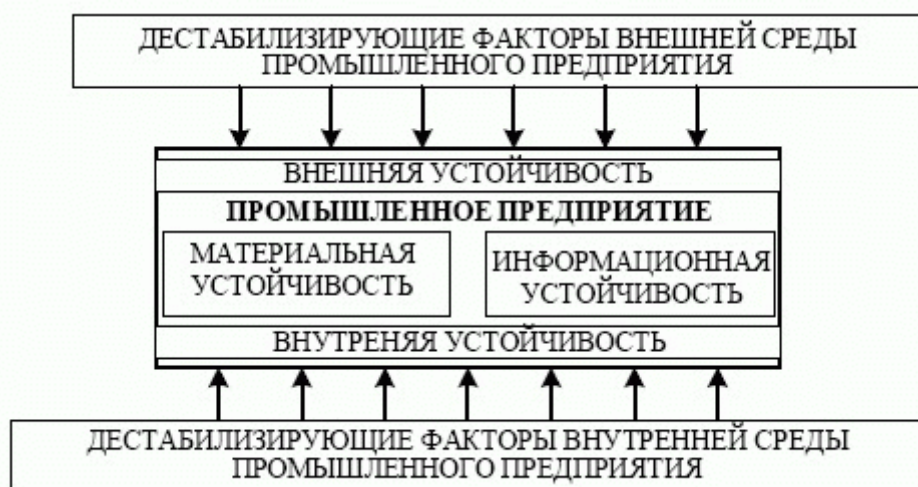 ДЕСТАБИЛИЗИРУЮЩИЕ ФАКТОРЫ ВНЕШНЕЙ СРЕДЫ
ПРОМЫШЛЕННОГО ПРЕДПРИЯТИЯ
ВНЕШНЯЯ УСТОЙЧИВОСТЬ
ПРОМЫШЛЕННОЕ ПРЕДПРИЯТИЕ
МАТЕРИАЛЬНАЯ
УСТОЙЧИВОСТЬ
ИНФОРМАЦИОННАЯ
УСТОЙЧИВОСТЬ
ВНУТРЕНЯЯ УСТОЙЧИВОСТЬ
ДЕСТАБИЛИЗИРУЮЩИЕ ФАКТОРЫ ВНУТРЕННЕЙ СРЕДЫ
ПРОМЫШЛЕННОГО ПРЕДПРИЯТИЯ